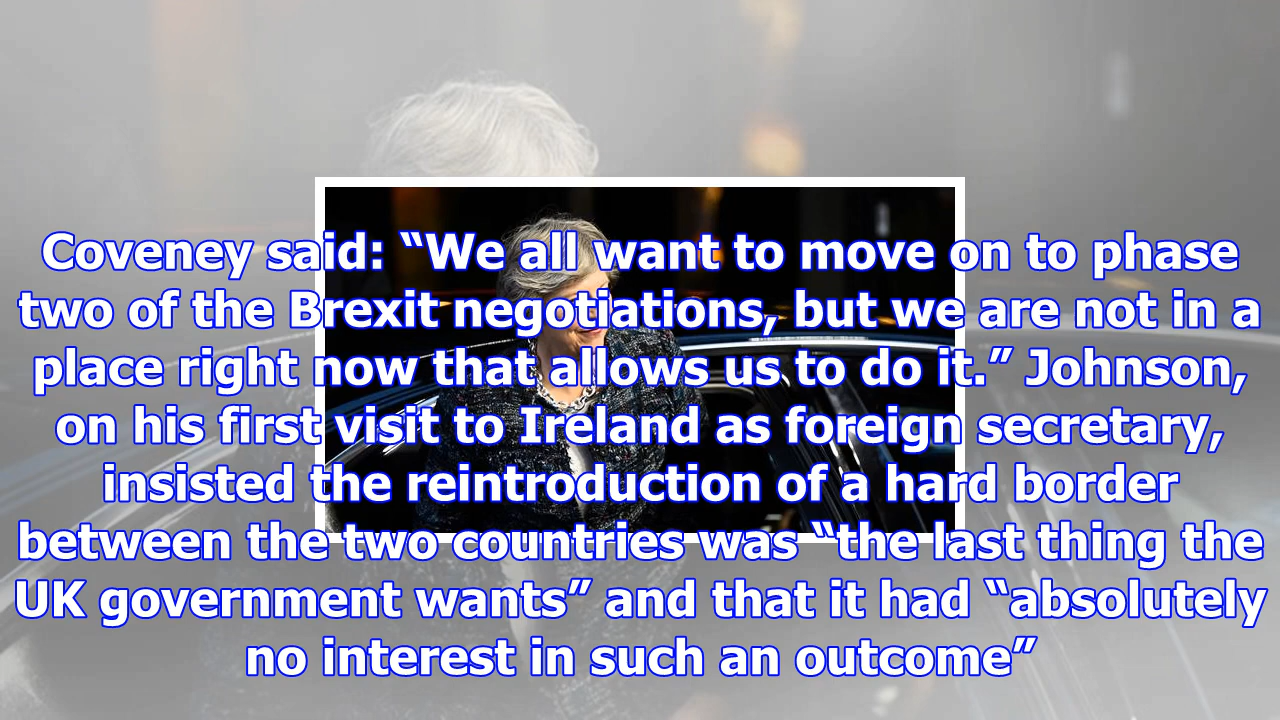 Coveney said: “We all want to move on to phase
two of the Brexit negotiations, but we are not in a
place right now that allows us to do it.” Johnson,
on his first visit to Ireland as foreign secretary,
insisted the reintroduction of a hard border
between the two countries was “the last thing the
UK government wants” and that it had “absolutely
no interest in such an outcome”